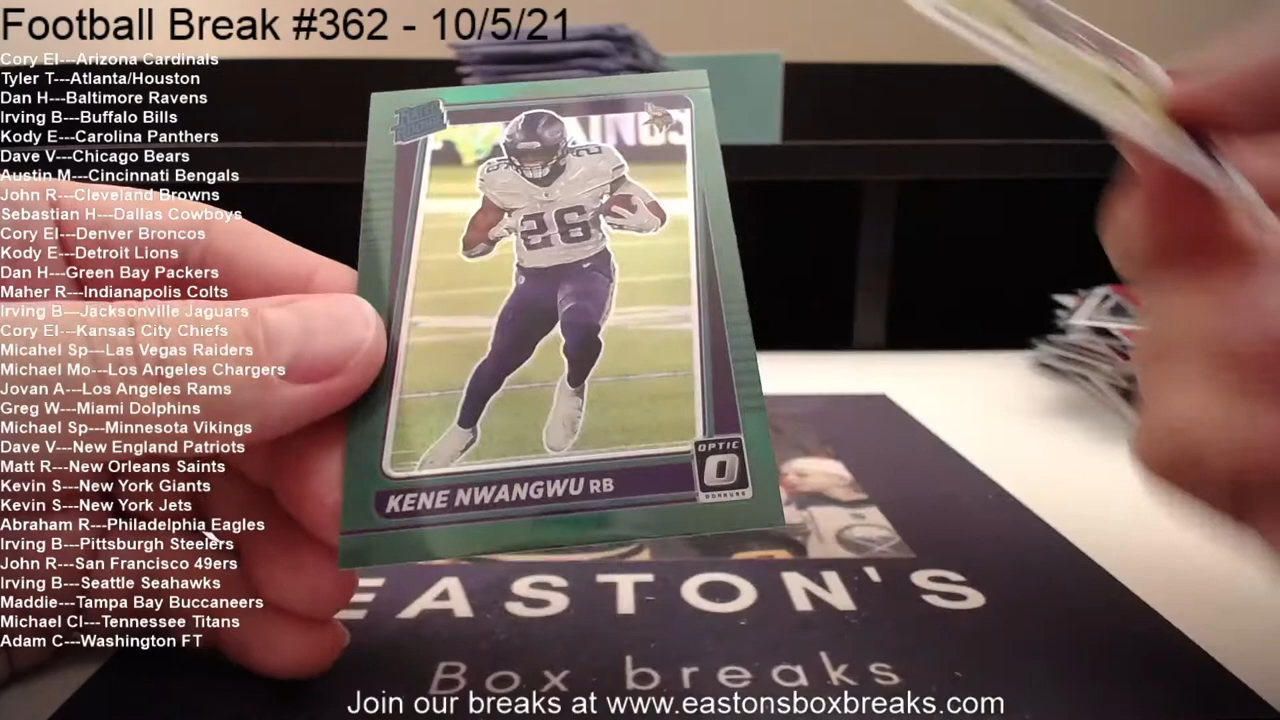 Football Break #362 - 10/5/21
Cory El---Arizona Cardinals
Tyler T---Atlanta/Houston
Dan H---Baltimore Ravens
Irving B---Buffalo Bills
Kody E---Carolina Panthers
Dave V---Chicago Bears
Austin M---Cincinnati Bengals
John R---Cleveland Browns
Sebastian H---Dallas Cowboys
Cory El---Denver Broncos
Kody E---Detroit Lions
Dan H---Green Bay Packers
Maher R---Indianapolis Colts
Irving B---Jacksonville Jaguars
Cory El---Kansas City Chiefs
Micahel Sp---Las Vegas Raiders
Michael Mo---Los Angeles Chargers
Jovan A---Los Angeles Rams
Greg W---Miami Dolphins
Michael Sp---Minnesota Vikings
Dave V---New England Patriots
Matt R---New Orleans Saints
Kevin S---New York Giants
Kevin S---New York Jets
Abraham R---Philadelphia Eagles
Irving B---Pittsburgh Steelers
John R---San Francisco 49ers
Irving B---Seattle Seahawks
Maddie---Tampa Bay Buccaneers
Michael Cl---Tennessee Titans
Adam C---Washington FT
RATED ROOKIE
26
26
OPTIC
O
DONRUSS
KENE NWANGWU RB
EASTON'S
Box breaks
Join our breaks at www.eastonsboxbreaks.com